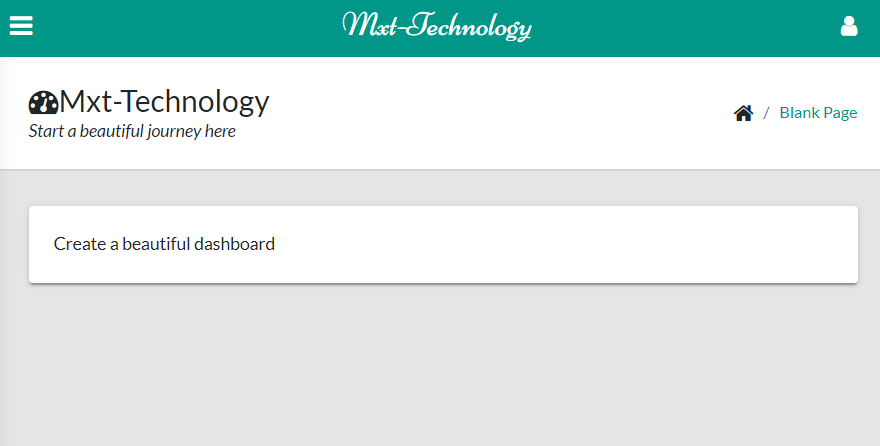 Mxt-Technology
Mxt-Technology
Start a beautiful journey here
/ Blank Page
Create a beautiful dashboard